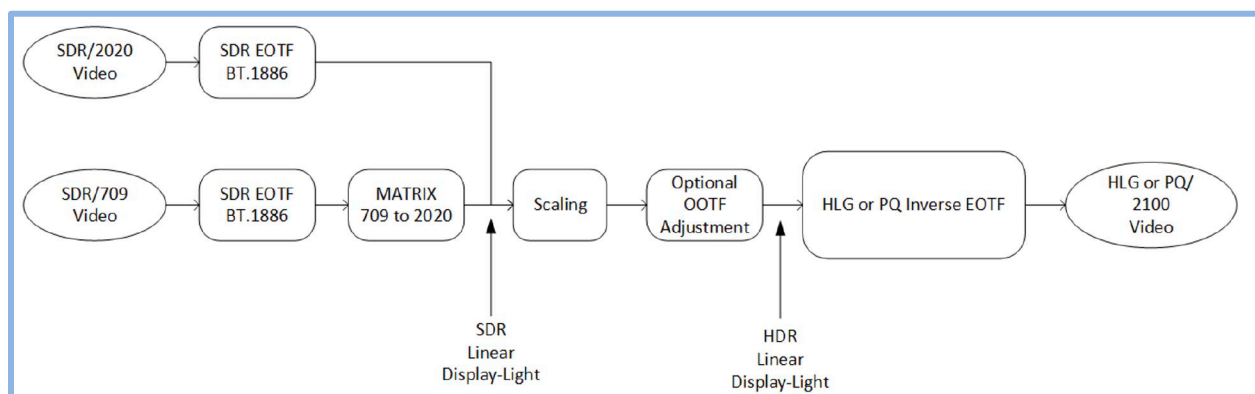 SDR/2020
Video
SDR EOTF
BT.1886
SDR/709
Video
SDR EOTF
BT.1886
MATRIX
709 to 2020
Scaling
Optional
OOTF
Adjustment
HLG or PQ Inverse EOTF
HLG or PQ/
2100
Video
SDR
Linear
Display-Light
HDR
Linear
Display-Light